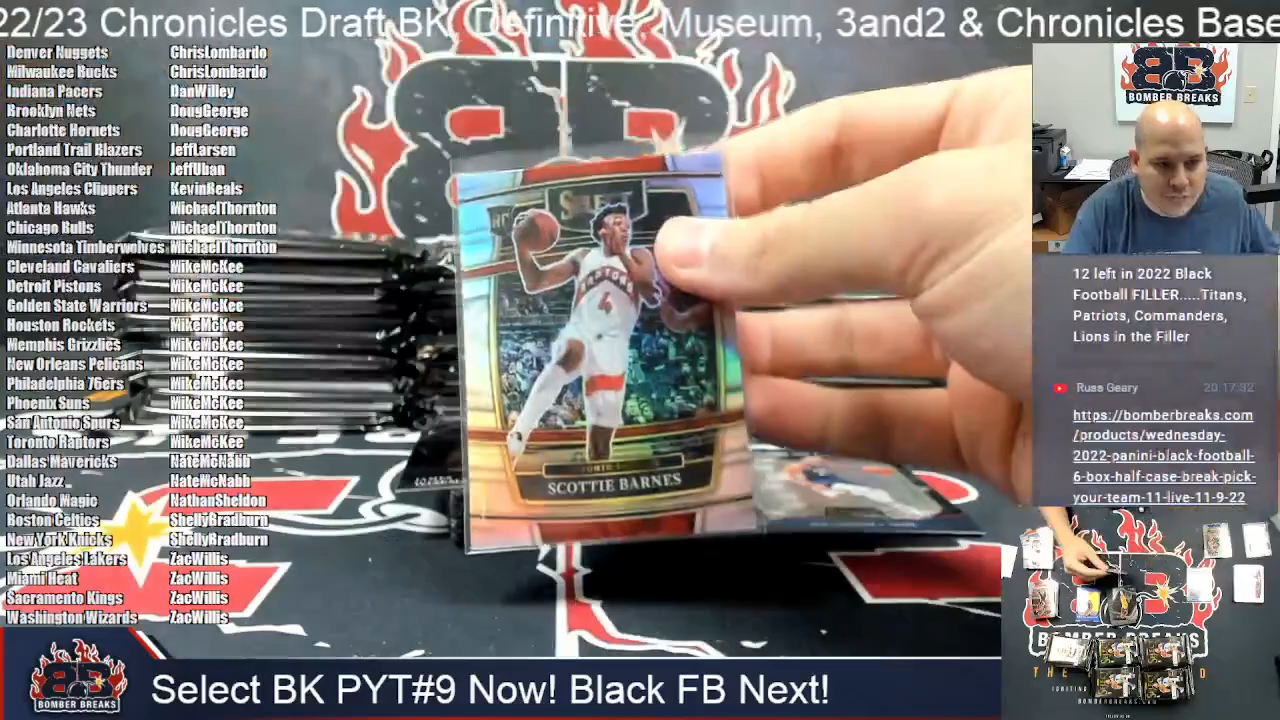 22/23 Chronicles Draft BK, Definitive, Museum, 3and2 & Chronicles Base
Denver Nuggets ChrisLombardo
Milwaukee Bucks ChrisLombardo
Indiana Pacers DanWilley
Brooklyn Nets DougGeorge
Charlotte Hornets DougGeorge
Portland Trail Blazers JeffLarsen
Oklahoma City Thunder JeffUban
Los Angeles Clippers KevinBeals
Atlanta Hawks MichaelThornton
Chicago Bulls MichaelThornton
Minnesota Timberwolves MichaelThornton
Cleveland Cavaliers MikeMcKee
Detroit Pistons MikeMcKee
Golden State Warriors MikeMcKee
Houston Rockets MikeMcKee
Memphis Grizzlies MikeMcKee
New Orleans Pelicans MikeMcKee
Philadelphia 76ers MikeMcKee
Phoenix Suns MikeMcKee
San Antonio Spurs MikeMcKee
Toronto Raptors MikeMcKee
Dallas Mavericks NateMcNabb
Utah Jazz NateMcNabb
Orlando Magic NathanSheldon
Boston Celtics ShellyBradburn
New York Knicks ShellyBradburn
Los Angeles Lakers ZacWillis
Miami Heat ZacWillis
Sacramento Kings ZacWillis
Washington Wizards ZacWillis
SELECT
RAPTORS
4
SCOTTIE BARNES
BOMBER BREAKS
12 left in 2022 Black
Football FILLER.....Titans,
Patriots, Commanders,
Lions in the Filler
Russ Geary 20:17:32
https://bomberbreaks.com
/products/wednesday-
2022-panini-black-football-
6-box-half-case-break-pick-
your-team-11-live-11-9-22
BOMBER BREAKS
BOMBERBREAKS.COM
BOMBER BREAKS
Select BK PYT#9 Now! Black FB Next!